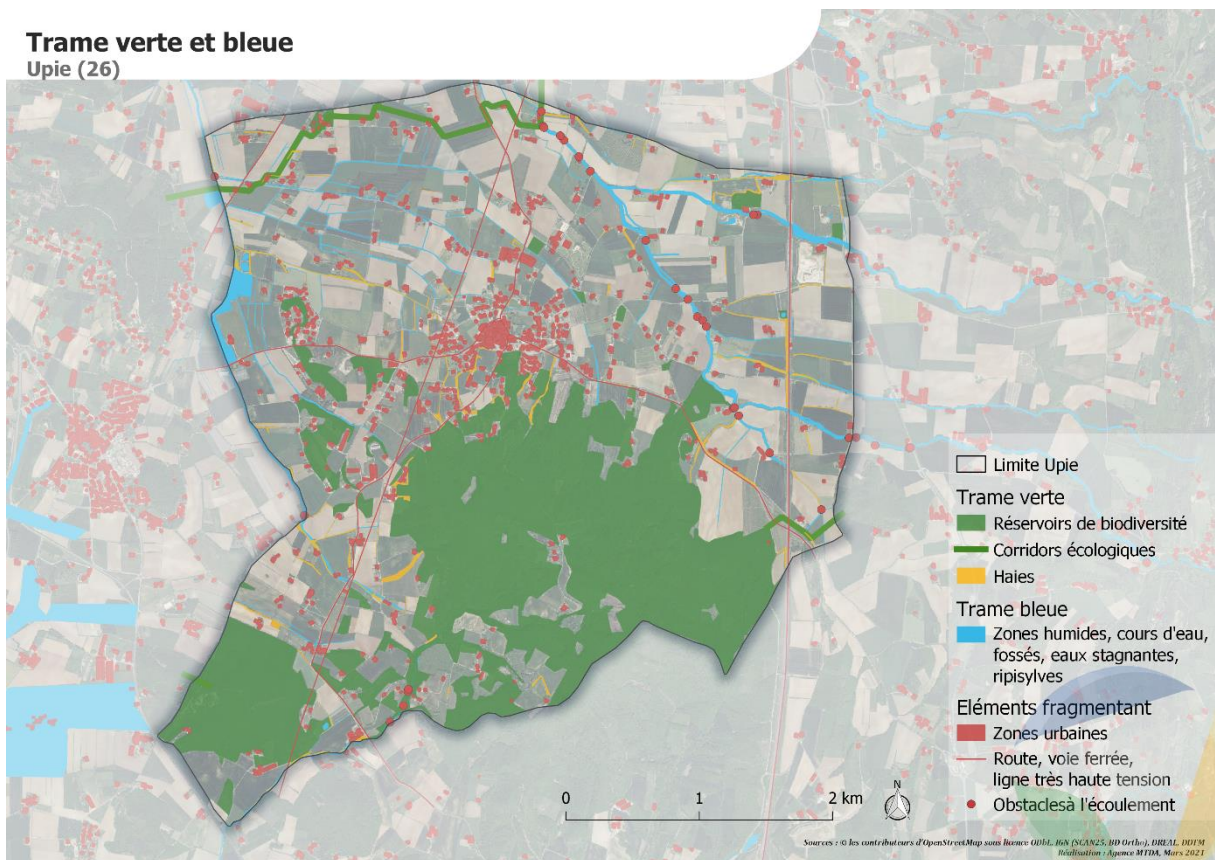 Trame verte et bleue
Upie (26)
Limite Upie
Trame verte
Réservoirs de biodiversité
Corridors écologiques
Haies
Trame bleue
Zones humides, cours d'eau,
fossés, eaux stagnantes,
ripisylves
Eléments fragmentant
Zones urbaines
Route, voie ferrée,
ligne très haute tension
Obstaclesà l'écoulement
0 1 2 km
N
Sources : © les contributeurs d'OpenStreetMap sous licence ODbL, IGN (SCAN25, BD Ortho), DREAL, DDTM
Réalisation : Agence MTDA, Mars 2021